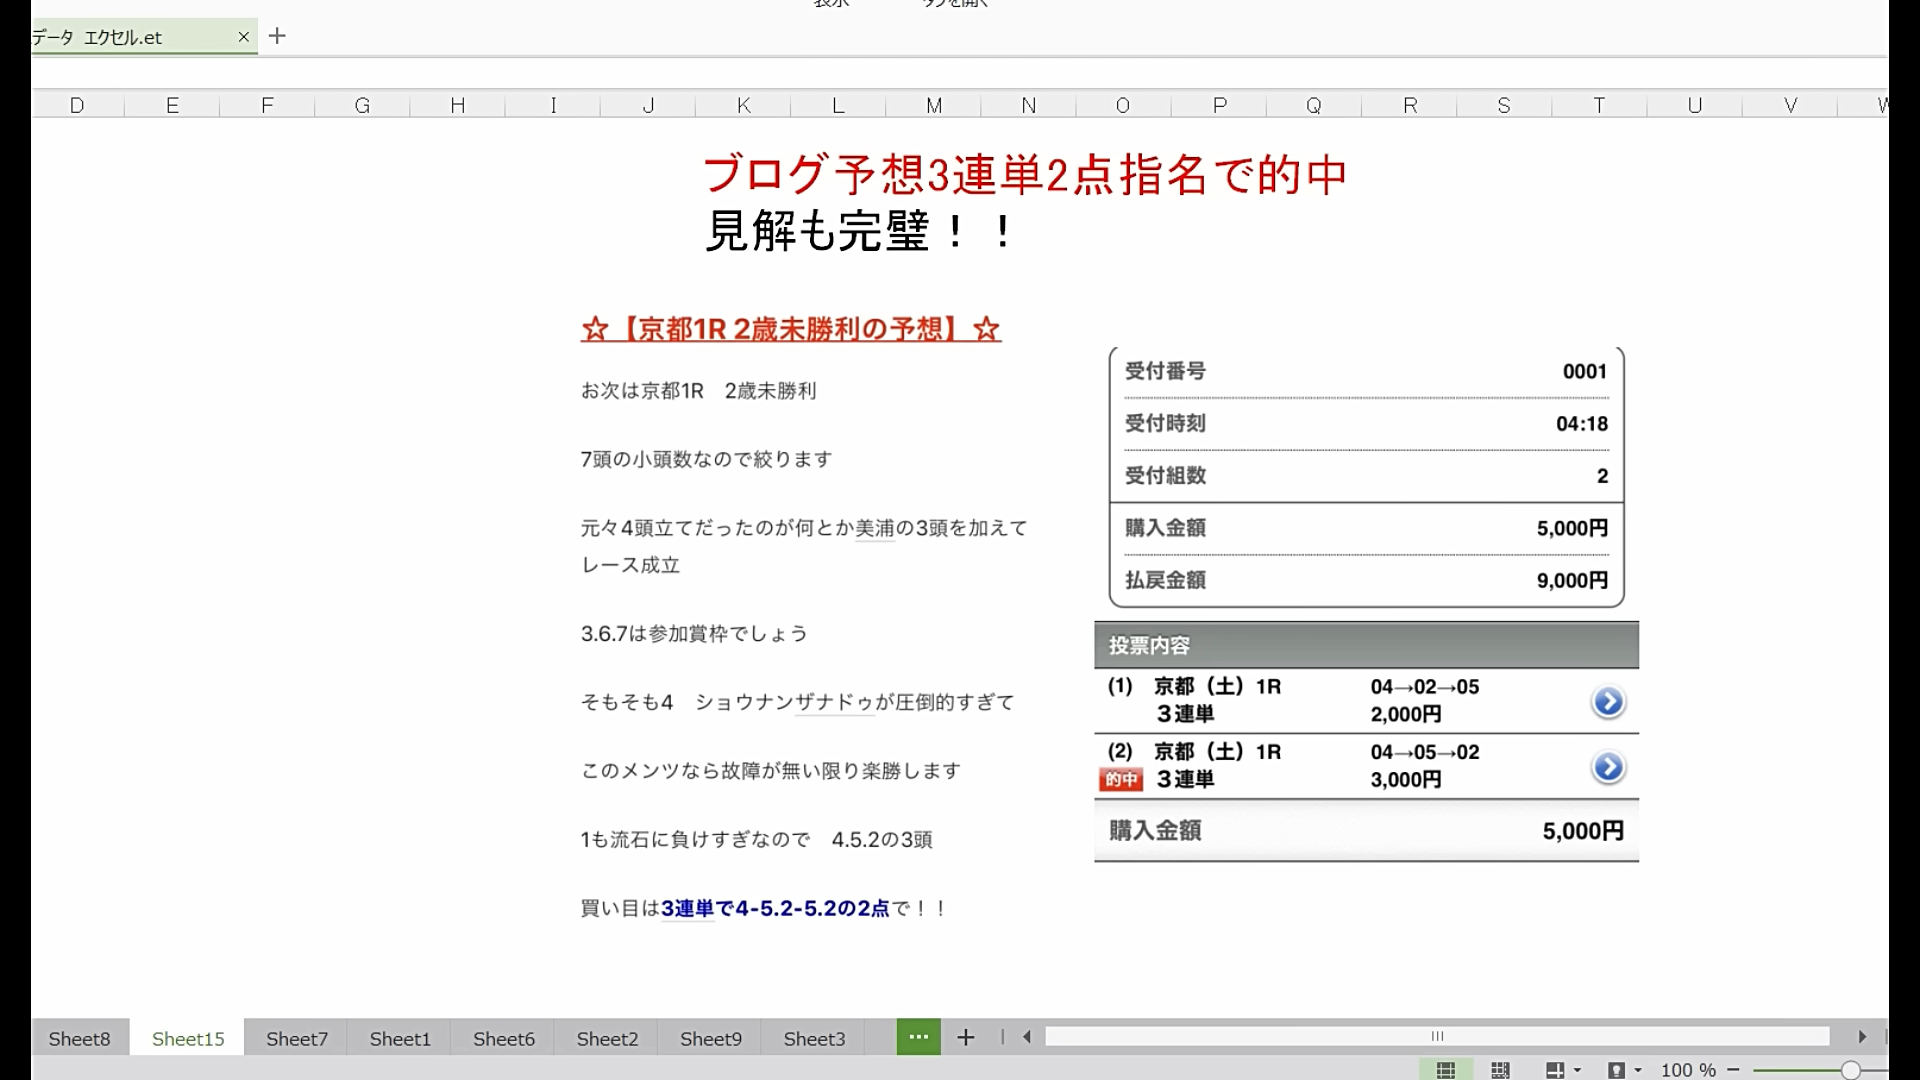 データ エクセル.et × +
D E F G H I J K L M N O P Q R S T U V
ブログ予想3連単2点指名で的中
見解も完璧！！
☆【京都1R 2歳未勝利の予想】☆
お次は京都1R　2歳未勝利
7頭の小頭数なので絞ります
元々4頭立てだったのが何とか美浦の3頭を加えて
レース成立
3.6.7は参加賞枠でしょう
そもそも4　ショウナンザナドゥが圧倒的すぎて
このメンツなら故障が無い限り楽勝します
1も流石に負けすぎなので　4.5.2の3頭
買い目は3連単で4-5.2-5.2の2点で！！
受付番号 0001
受付時刻 04:18
受付組数 2
購入金額 5,000円
払戻金額 9,000円
投票内容
(1) 京都（土）1R 04→02→05
３連単 2,000円
(2) 京都（土）1R 04→05→02
的中 ３連単 3,000円
購入金額 5,000円
Sheet8 Sheet15 Sheet7 Sheet1 Sheet6 Sheet2 Sheet9 Sheet3 ··· +
100 %